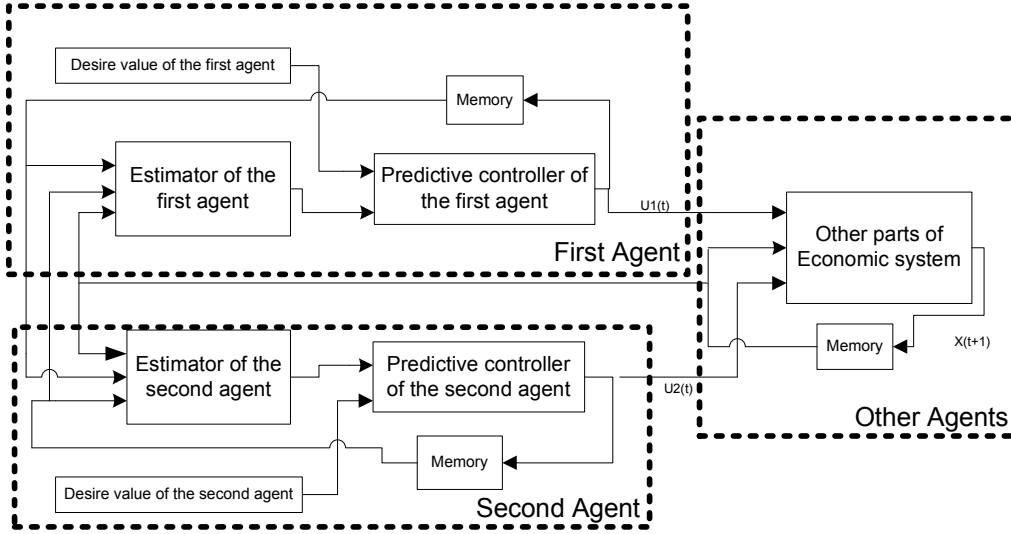 Desire value of the first agent
Memory
Estimator of the
first agent
Predictive controller of
the first agent
U1(t)
First Agent
Other parts of
Economic system
Memory
X(t+1)
Other Agents
Estimator of the
second agent
Predictive controller
of the second agent
U2(t)
Memory
Desire value of the second agent
Second Agent